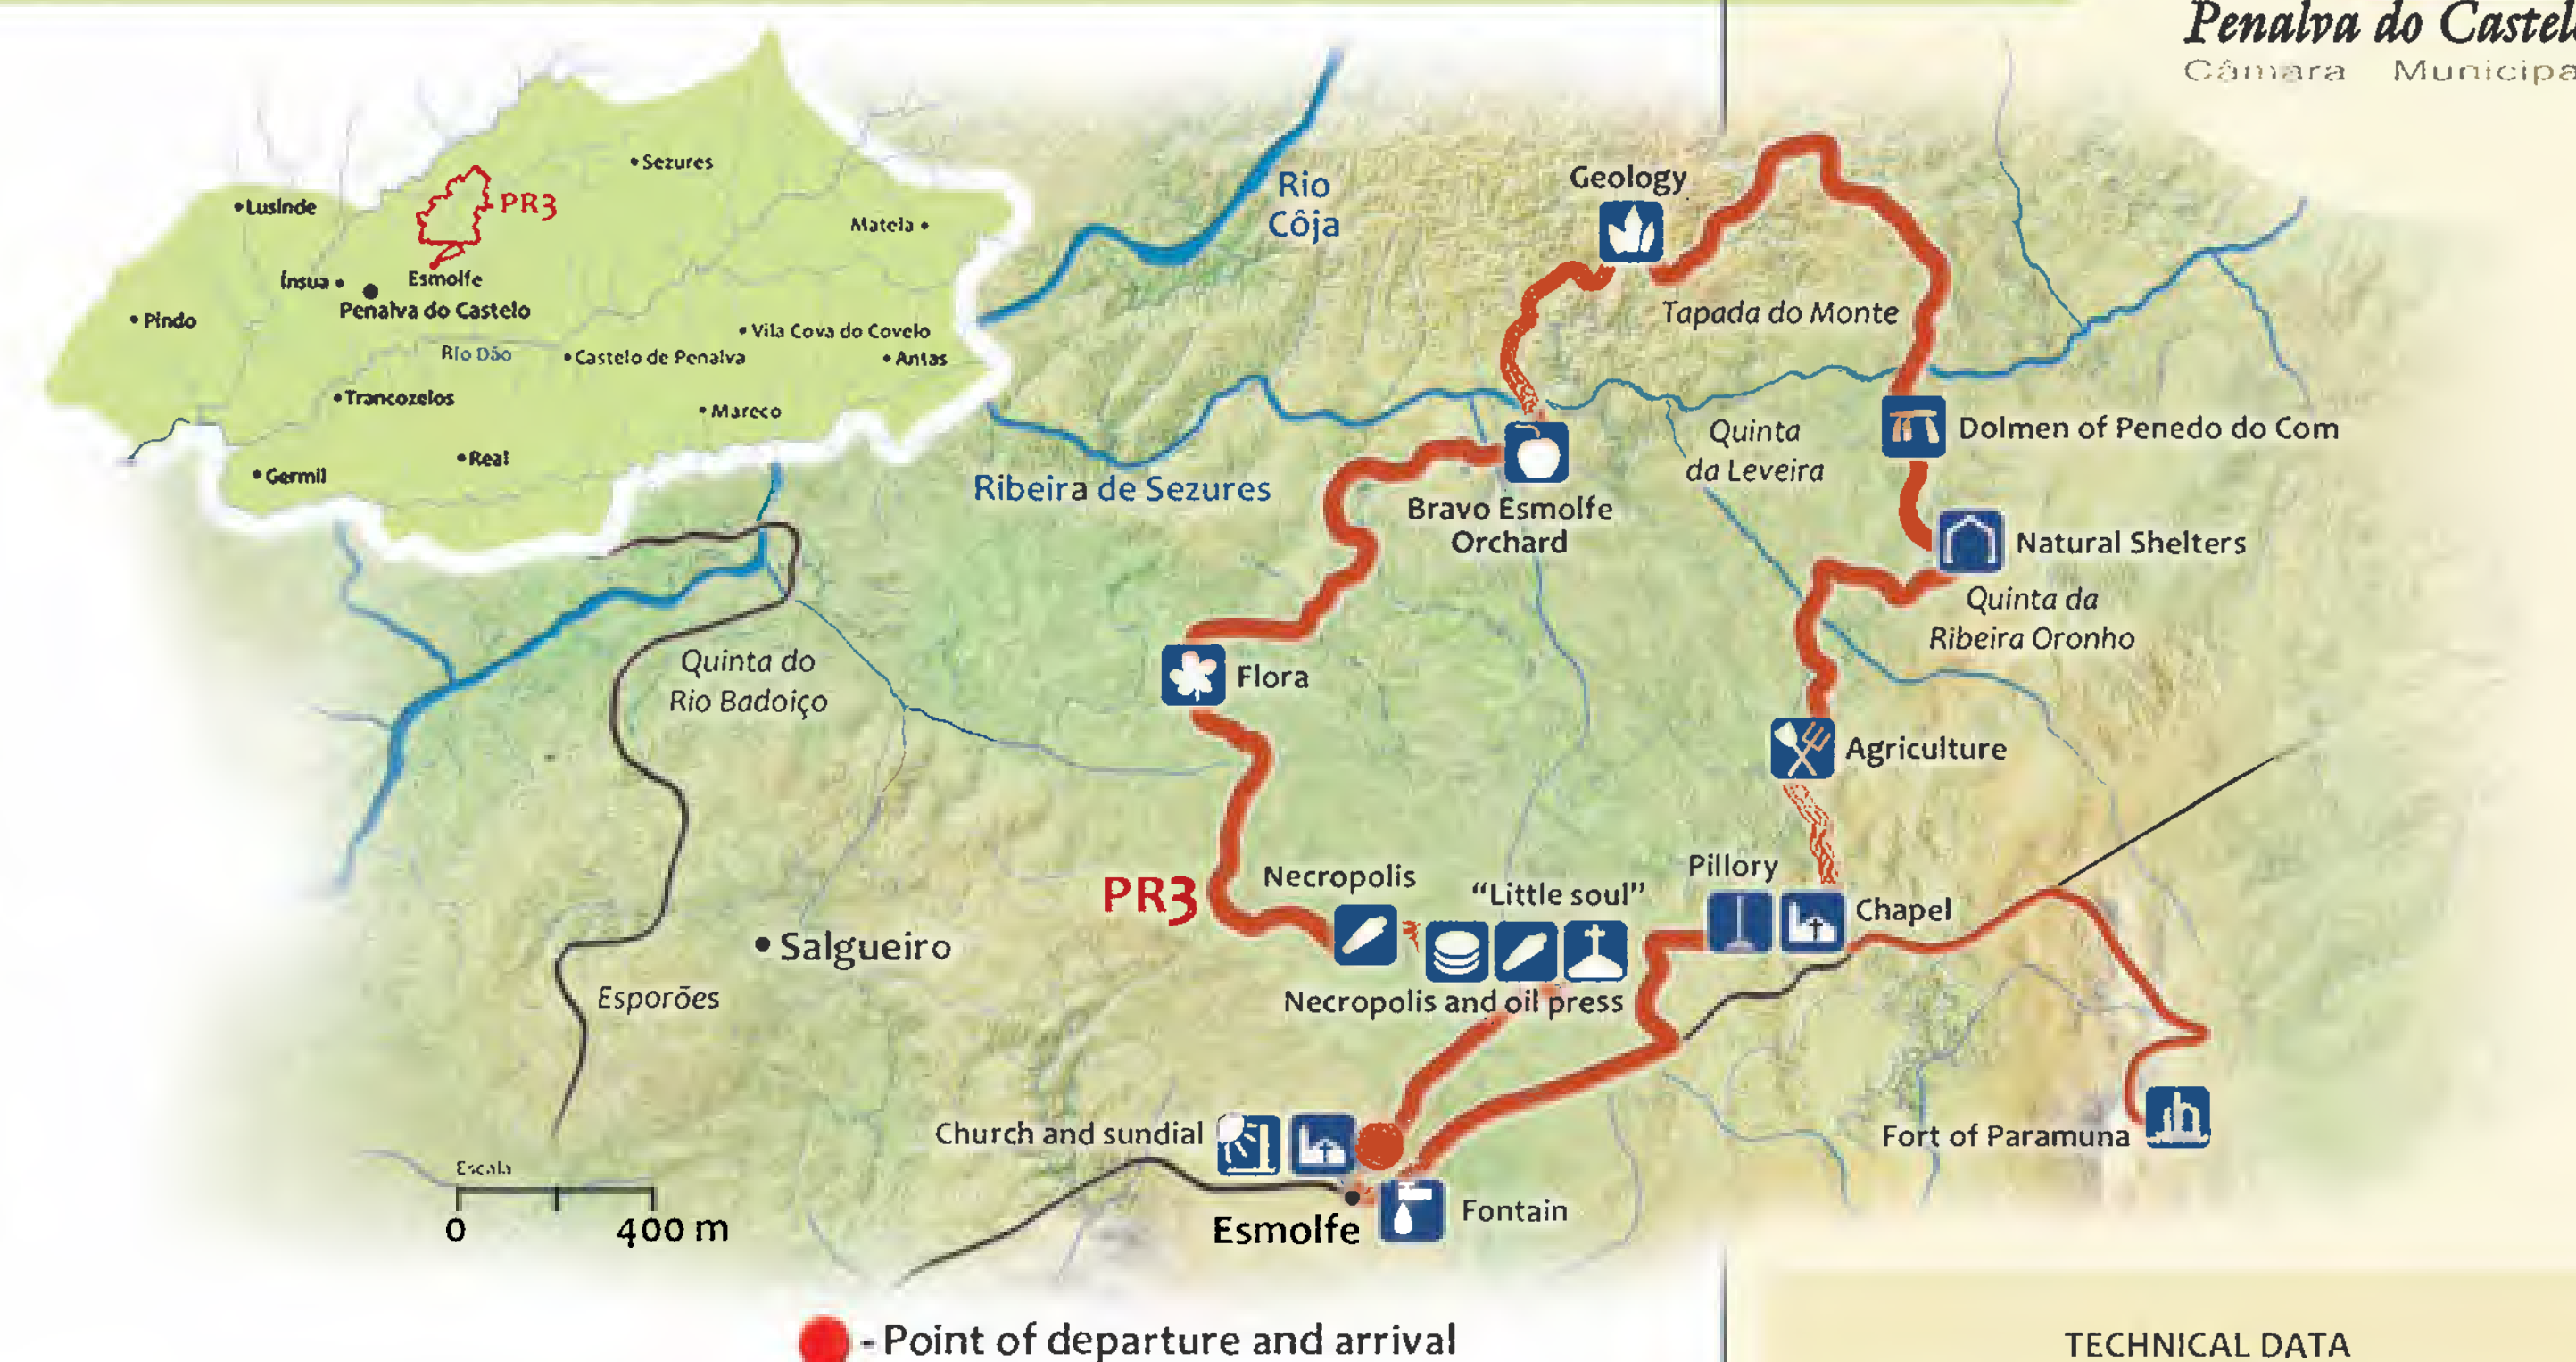 Penalva do Castel
Câmara Municipa
Sezures
Lusinde
PR3
Matela
Ínsua
Esmolfe
Penalva do Castelo
Pindo
Vila Cova do Covelo
Rio Dão
Castelo de Penalva
Antas
Trancozelos
Mareco
Real
Germil
Rio
Côja
Geology
Tapada do Monte
Ribeira de Sezures
Bravo Esmolfe
Orchard
Quinta
da Leveira
Dolmen of Penedo do Com
Natural Shelters
Quinta da
Ribeira Oronho
Quinta do
Rio Badoiço
Flora
Agriculture
PR3
Necropolis
"Little soul"
Pillory
Chapel
Salgueiro
Esporões
Necropolis and oil press
Church and sundial
Fort of Paramuna
Escala
0 400 m
Esmolfe
Fontain
- Point of departure and arrival
TECHNICAL DATA